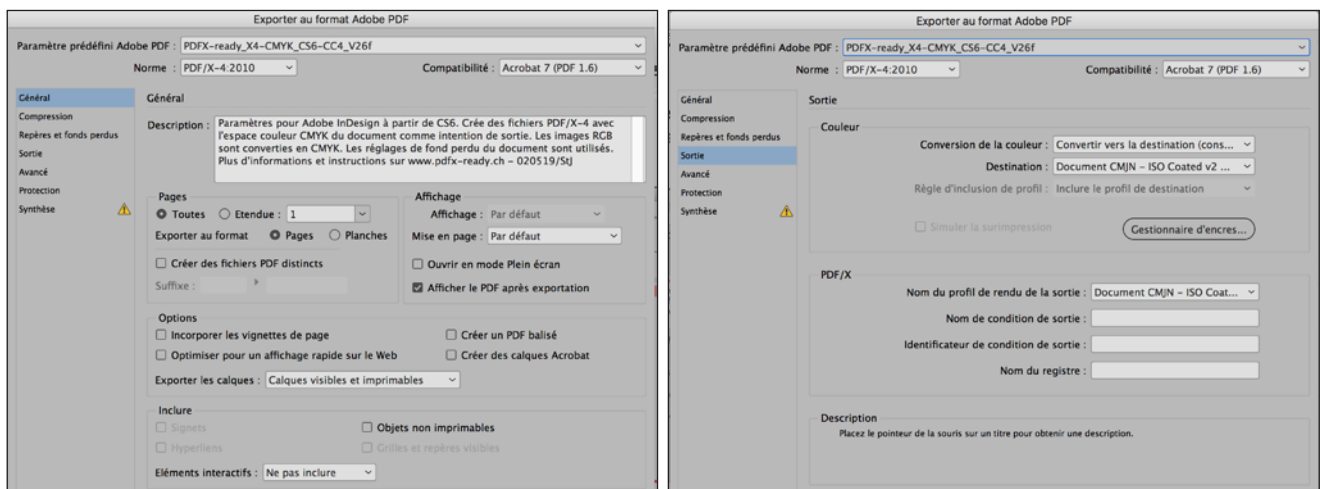 Exporter au format Adobe PDF
Paramètre prédéfini Adobe PDF : PDFX-ready_X4-CMYK_CS6-CC4_V26f
Norme : PDF/X-4:2010
Compatibilité : Acrobat 7 (PDF 1.6)
Général
Compression
Repères et fonds perdus
Sortie
Avancé
Protection
Synthèse
Général
Description : Paramètres pour Adobe InDesign à partir de CS6. Crée des fichiers PDF/X-4 avec
l'espace couleur CMYK du document comme intention de sortie. Les images RGB
sont converties en CMYK. Les réglages de fond perdu du document sont utilisés.
Plus d'informations et instructions sur www.pdfx-ready.ch – 020519/StJ
Pages
Toutes Etendue : 1
Exporter au format Pages Planches
Créer des fichiers PDF distincts
Suffixe :
Affichage
Affichage : Par défaut
Mise en page : Par défaut
Ouvrir en mode Plein écran
Afficher le PDF après exportation
Options
Incorporer les vignettes de page
Créer un PDF balisé
Optimiser pour un affichage rapide sur le Web
Créer des calques Acrobat
Exporter les calques : Calques visibles et imprimables
Inclure
Signets
Objets non imprimables
Hyperliens
Grilles et repères visibles
Eléments interactifs : Ne pas inclure
Exporter au format Adobe PDF
Paramètre prédéfini Adobe PDF : PDFX-ready_X4-CMYK_CS6-CC4_V26f
Norme : PDF/X-4:2010
Compatibilité : Acrobat 7 (PDF 1.6)
Général
Compression
Repères et fonds perdus
Sortie
Avancé
Protection
Synthèse
Sortie
Couleur
Conversion de la couleur : Convertir vers la destination (cons...
Destination : Document CMJN – ISO Coated v2 ...
Règle d'inclusion de profil : Inclure le profil de destination
Simuler la surimpression
Gestionnaire d'encres...
PDF/X
Nom du profil de rendu de la sortie : Document CMJN – ISO Coat...
Nom de condition de sortie :
Identificateur de condition de sortie :
Nom du registre :
Description
Placez le pointeur de la souris sur un titre pour obtenir une description.